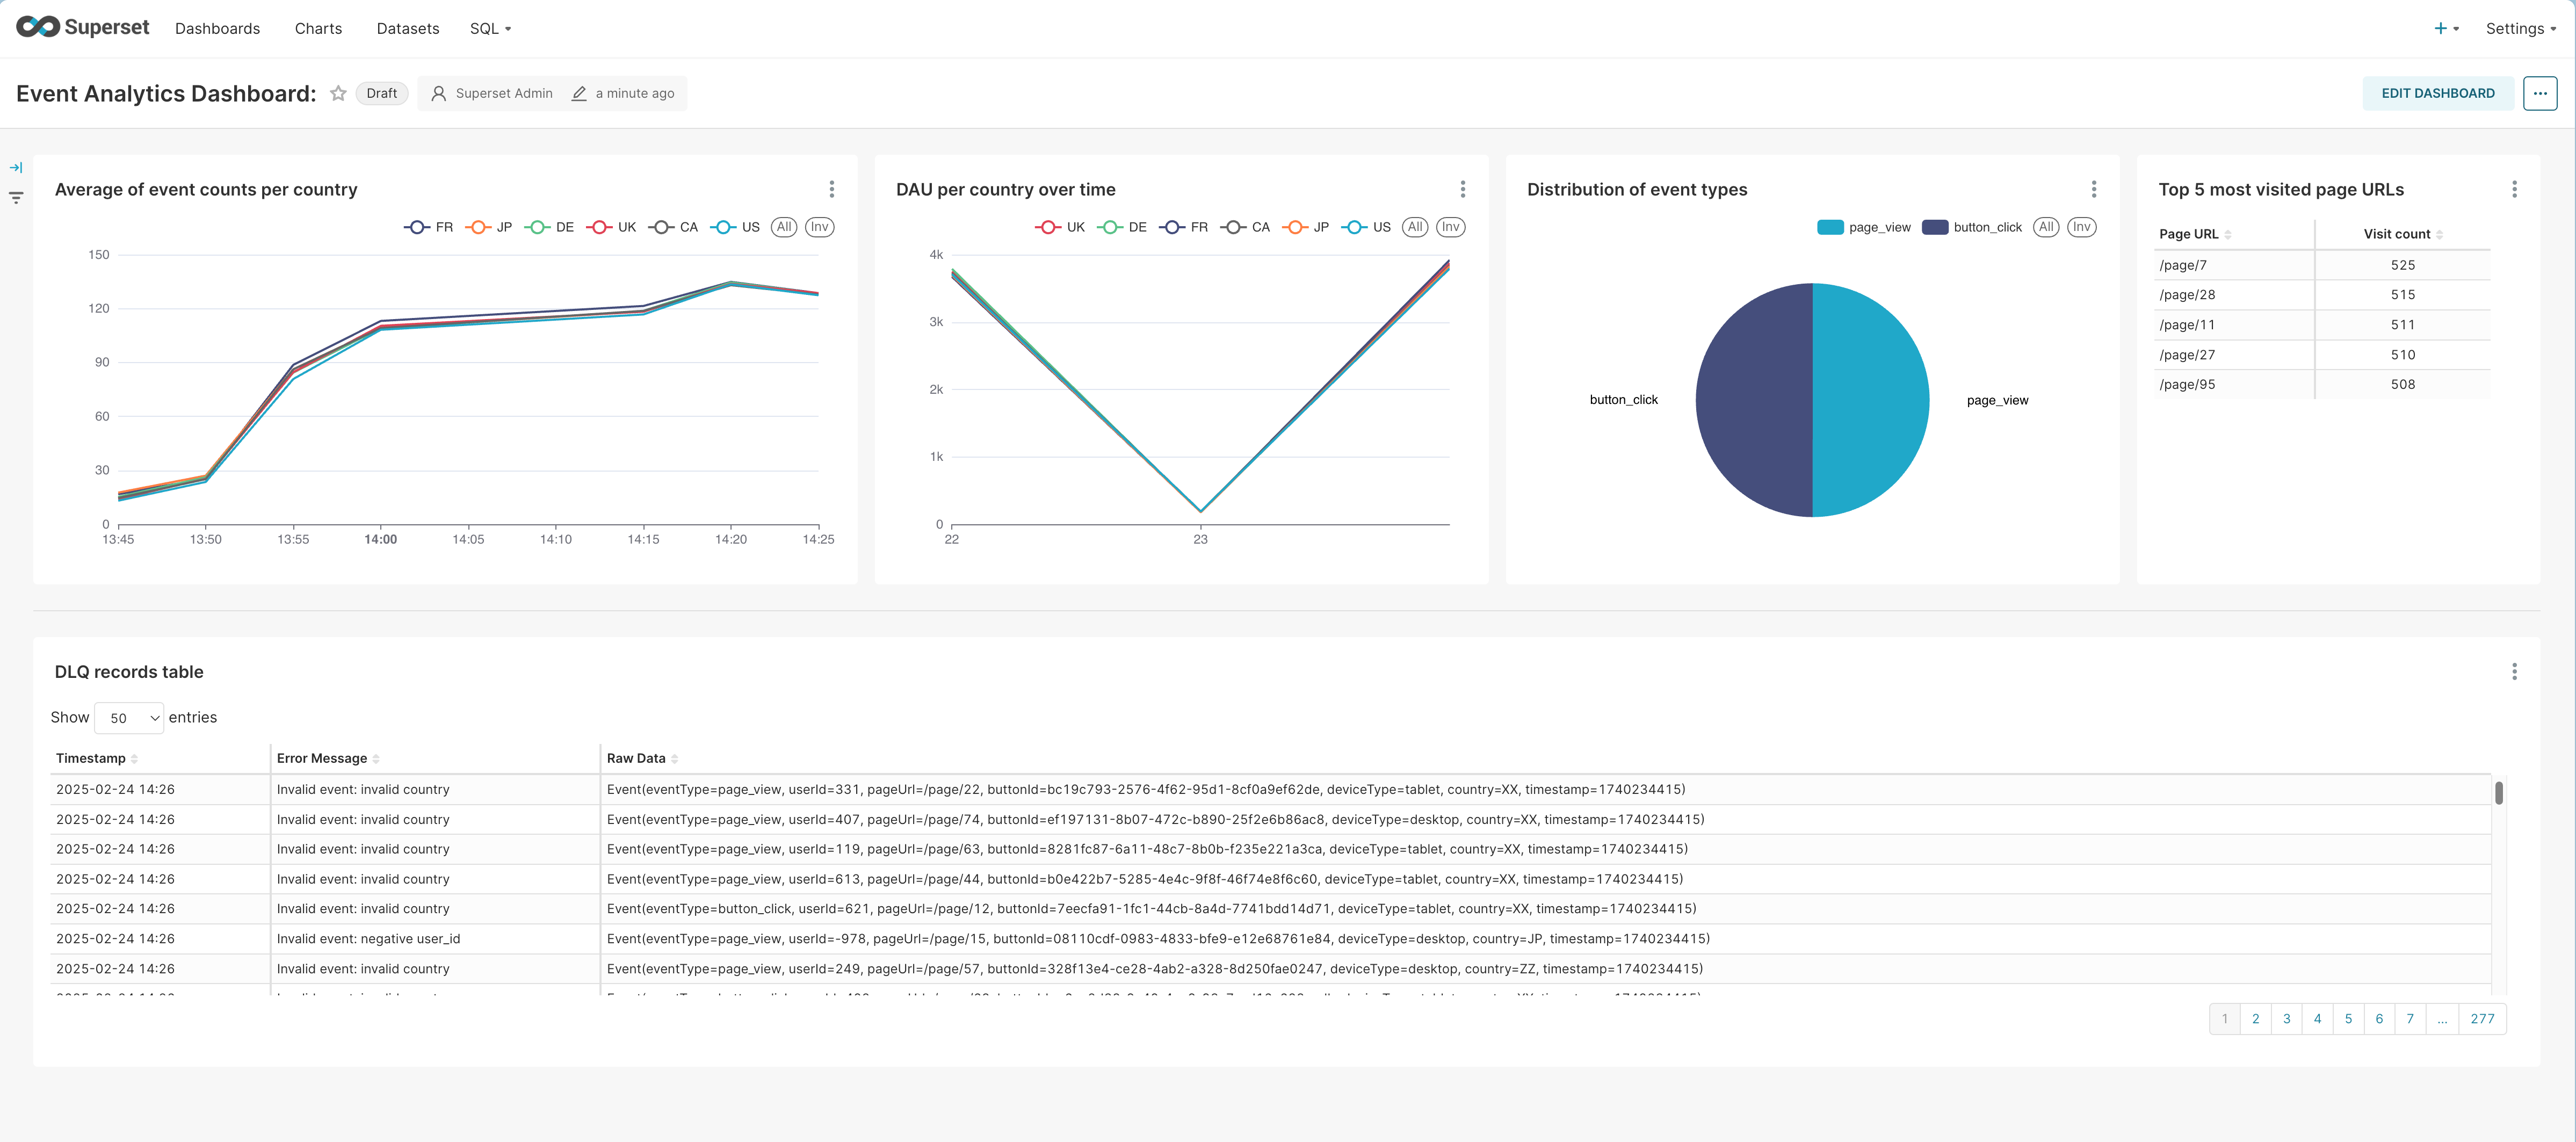 Superset Dashboards Charts Datasets SQL + Settings
Event Analytics Dashboard: Draft Superset Admin a minute ago EDIT DASHBOARD ...
Average of event counts per country
FR JP DE UK CA US All Inv
150
120
90
60
30
0
13:45 13:50 13:55 14:00 14:05 14:10 14:15 14:20 14:25
DAU per country over time
UK DE FR CA JP US All Inv
4k
3k
2k
1k
0
22 23
Distribution of event types
page_view button_click All Inv
button_click page_view
Top 5 most visited page URLs
Page URL Visit count
/page/7 525
/page/28 515
/page/11 511
/page/27 510
/page/95 508
DLQ records table
Show 50 entries
Timestamp Error Message Raw Data
2025-02-24 14:26 Invalid event: invalid country Event(eventType=page_view, userId=331, pageUrl=/page/22, buttonId=bc19c793-2576-4f62-95d1-8cf0a9ef62de, deviceType=tablet, country=XX, timestamp=1740234415)
2025-02-24 14:26 Invalid event: invalid country Event(eventType=page_view, userId=407, pageUrl=/page/74, buttonId=ef197131-8b07-472c-b890-25f2e6b86ac8, deviceType=desktop, country=XX, timestamp=1740234415)
2025-02-24 14:26 Invalid event: invalid country Event(eventType=page_view, userId=119, pageUrl=/page/63, buttonId=8281fc87-6a11-48c7-8b0b-f235e221a3ca, deviceType=tablet, country=XX, timestamp=1740234415)
2025-02-24 14:26 Invalid event: invalid country Event(eventType=page_view, userId=613, pageUrl=/page/44, buttonId=b0e422b7-5285-4e4c-9f8f-46f74e8f6c60, deviceType=tablet, country=XX, timestamp=1740234415)
2025-02-24 14:26 Invalid event: invalid country Event(eventType=button_click, userId=621, pageUrl=/page/12, buttonId=7eecfa91-1fc1-44cb-8a4d-7741bdd14d71, deviceType=tablet, country=XX, timestamp=1740234415)
2025-02-24 14:26 Invalid event: negative user_id Event(eventType=page_view, userId=-978, pageUrl=/page/15, buttonId=08110cdf-0983-4833-bfe9-e12e68761e84, deviceType=desktop, country=JP, timestamp=1740234415)
2025-02-24 14:26 Invalid event: invalid country Event(eventType=page_view, userId=249, pageUrl=/page/57, buttonId=328f13e4-ce28-4ab2-a328-8d250fae0247, deviceType=desktop, country=ZZ, timestamp=1740234415)
1 2 3 4 5 6 7 ... 277